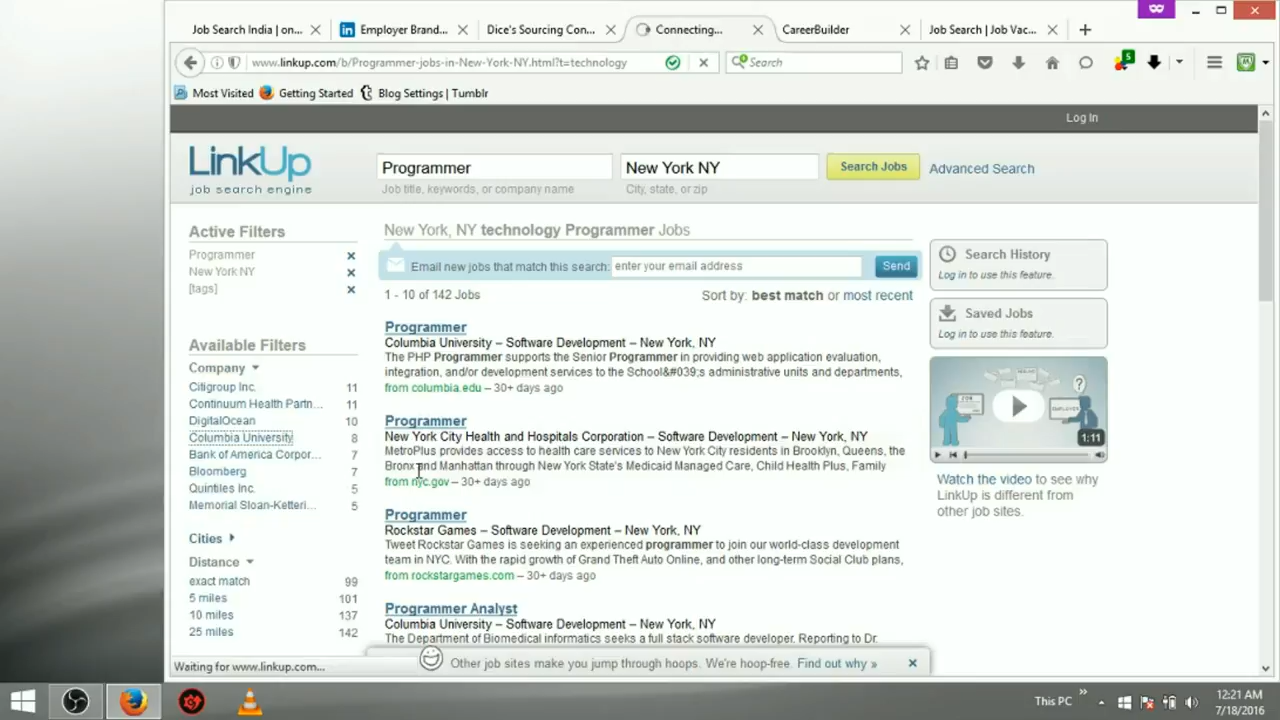 Job Search India | on...
Employer Brand...
Dice's Sourcing Con...
Connecting...
CareerBuilder
Job Search | Job Vac...
www.linkup.com/b/Programmer-jobs-in-New-York-NY.html?t=technology
Search
5
Most Visited
Getting Started
Blog Settings | Tumblr
Log In
LinkUp
job search engine
Programmer
New York NY
Search Jobs
Advanced Search
Job title, keywords, or company name
City, state, or zip
Active Filters
Programmer
New York NY
[tags]
Available Filters
Company
Citigroup Inc. 11
Continuum Health Partn... 11
DigitalOcean 10
Columbia University 8
Bank of America Corpor... 7
Bloomberg 7
Quintiles Inc. 5
Memorial Sloan-Ketteri... 5
Cities
Distance
exact match 99
5 miles 101
10 miles 137
25 miles 142
New York, NY technology Programmer Jobs
Email new jobs that match this search: enter your email address Send
1 - 10 of 142 Jobs
Sort by: best match or most recent
Programmer
Columbia University – Software Development – New York, NY
The PHP Programmer supports the Senior Programmer in providing web application evaluation,
integration, and/or development services to the School&#039;s administrative units and departments,
from columbia.edu – 30+ days ago
Programmer
New York City Health and Hospitals Corporation – Software Development – New York, NY
MetroPlus provides access to health care services to New York City residents in Brooklyn, Queens, the
Bronx and Manhattan through New York State's Medicaid Managed Care, Child Health Plus, Family
from nyc.gov – 30+ days ago
Programmer
Rockstar Games – Software Development – New York, NY
Tweet Rockstar Games is seeking an experienced programmer to join our world-class development
team in NYC. With the rapid growth of Grand Theft Auto Online, and other long-term Social Club plans,
from rockstargames.com – 30+ days ago
Programmer Analyst
Columbia University – Software Development – New York, NY
The Department of Biomedical informatics seeks a full stack software developer. Reporting to Dr.
Search History
Log in to use this feature.
Saved Jobs
Log in to use this feature.
EMPLOYER
1:11
Watch the video to see why
LinkUp is different from
other job sites.
Other job sites make you jump through hoops. We're hoop-free. Find out why »
Waiting for www.linkup.com...
This PC
12:21 AM
7/18/2016